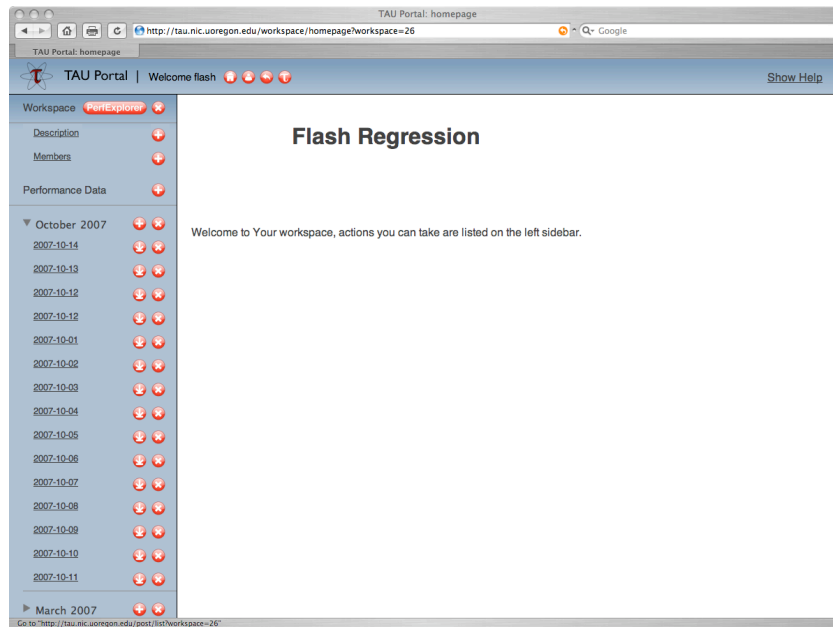 TAU Portal: homepage
http://tau.nic.uoregon.edu/workspace/homepage?workspace=26
Google
TAU Portal: homepage
TAU Portal | Welcome flash
Show Help
Workspace PerfExplorer
Description
Members
Performance Data
October 2007
2007-10-14
2007-10-13
2007-10-12
2007-10-12
2007-10-01
2007-10-02
2007-10-03
2007-10-04
2007-10-05
2007-10-06
2007-10-07
2007-10-08
2007-10-09
2007-10-10
2007-10-11
March 2007
Flash Regression
Welcome to Your workspace, actions you can take are listed on the left sidebar.
Go to "http://tau.nic.uoregon.edu/post/list?workspace=26"